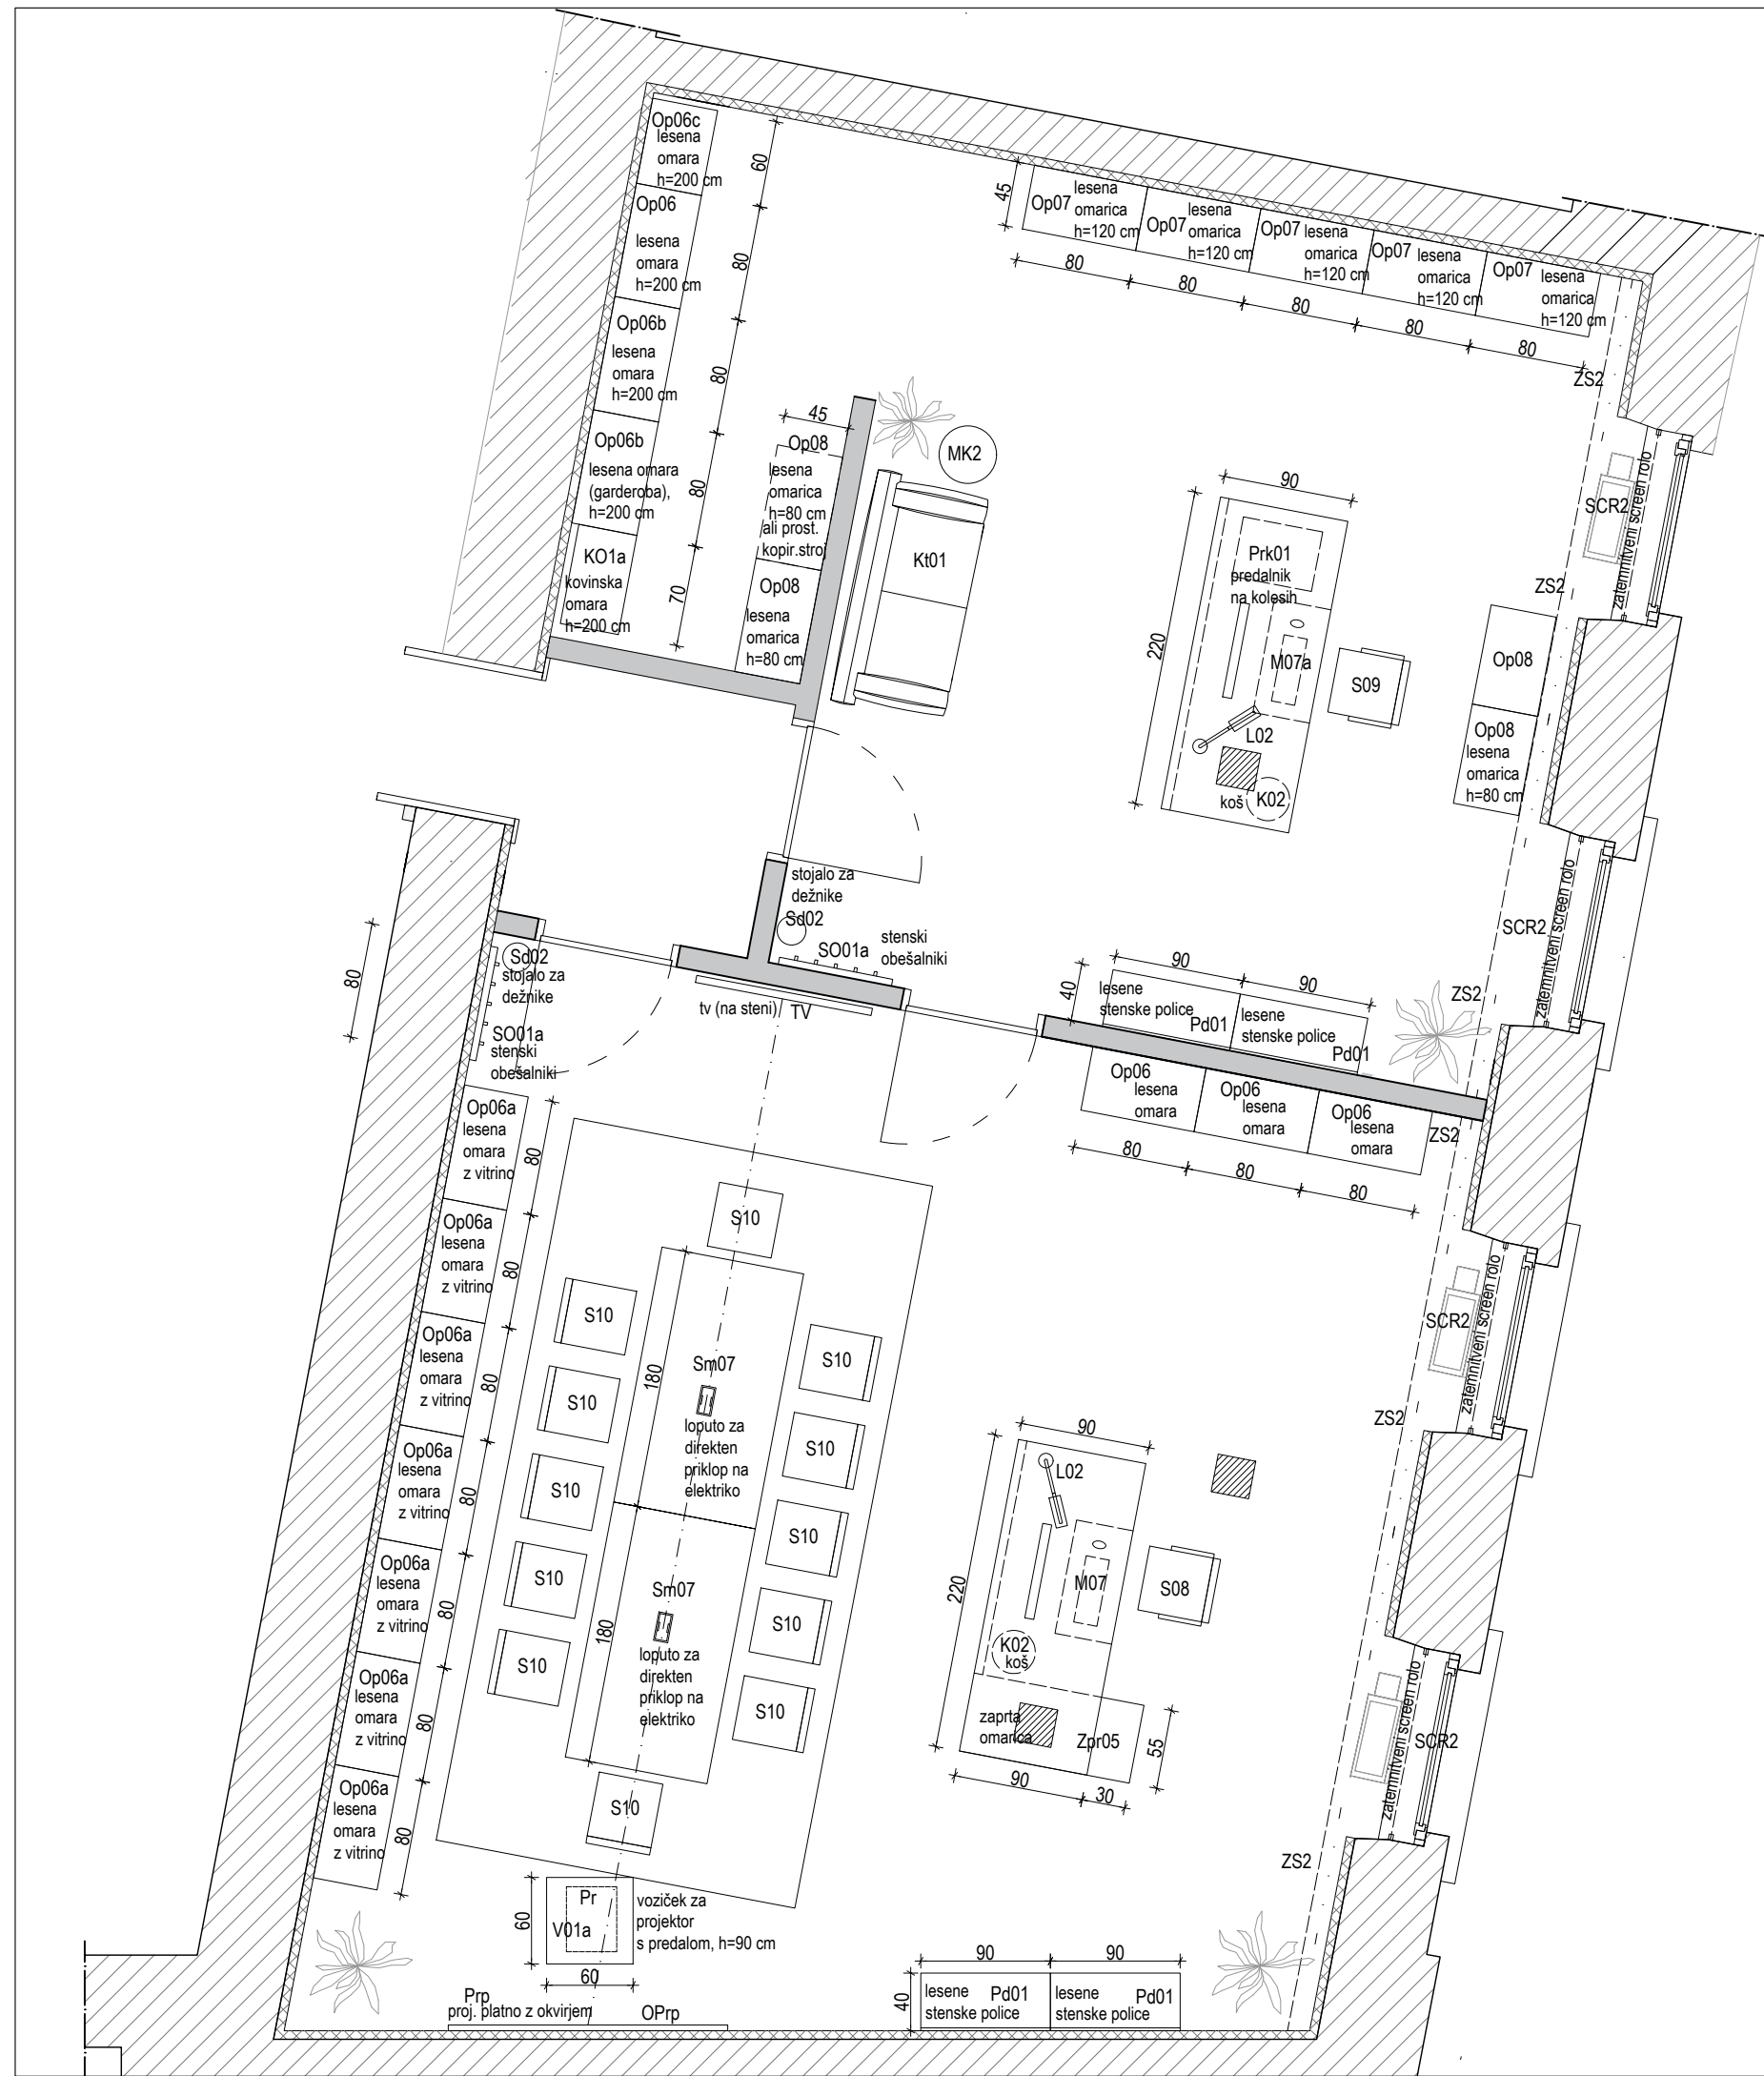 Op06c
lesena
omara
h=200 cm
60
Op06
lesena
omara
h=200 cm
80
Op06b
lesena
omara
h=200 cm
80
Op06b
lesena omara
(garderoba),
h=200 cm
80
KO1a
kovinska
omara
h=200 cm
70
45
Op08
lesena
omarica
h=80 cm
ali prost.
kopir.stroj
Op08
lesena
omarica
h=80 cm
45
Op07
lesena
omarica
h=120 cm
Op07
lesena
omarica
h=120 cm
Op07
lesena
omarica
h=120 cm
Op07
lesena
omarica
h=120 cm
Op07
lesena
omarica
h=120 cm
80
80
80
80
80
ZS2
MK2
Kt01
90
220
Prk01
predalnik
na kolesih
M07a
S09
L02
koš
K02
SCR2
zatemnitveni screen rolo
ZS2
Op08
Op08
lesena
omarica
h=80 cm
SCR2
zatemnitveni screen rolo
ZS2
stojalo za
dežnike
Sd02
SO01a
stenski
obešalniki
80
Sd02
stojalo za
dežnike
SO01a
stenski
obešalniki
tv (na steni)
TV
40
90
90
lesene
stenske police
Pd01
lesene
stenske police
Pd01
Op06
lesena
omara
Op06
lesena
omara
Op06
lesena
omara
ZS2
80
80
80
Op06a
lesena
omara
z vitrino
80
Op06a
lesena
omara
z vitrino
80
Op06a
lesena
omara
z vitrino
80
Op06a
lesena
omara
z vitrino
80
Op06a
lesena
omara
z vitrino
80
Op06a
lesena
omara
z vitrino
80
Op06a
lesena
omara
z vitrino
80
S10
S10
S10
S10
S10
S10
S10
S10
S10
S10
S10
S10
180
Sm07
loputo za
direkten
priklop na
elektriko
180
Sm07
loputo za
direkten
priklop na
elektriko
SCR2
zatemnitveni screen rolo
ZS2
90
220
L02
M07
S08
K02
koš
zaprta
omarica
Zpr05
55
90
30
SCR2
zatemnitveni screen rolo
ZS2
60
Pr
V01a
voziček za
projektor
s predalom, h=90 cm
60
Prp
proj. platno z okvirjem
OPrp
90
90
40
lesene
stenske police
Pd01
lesene
stenske police
Pd01